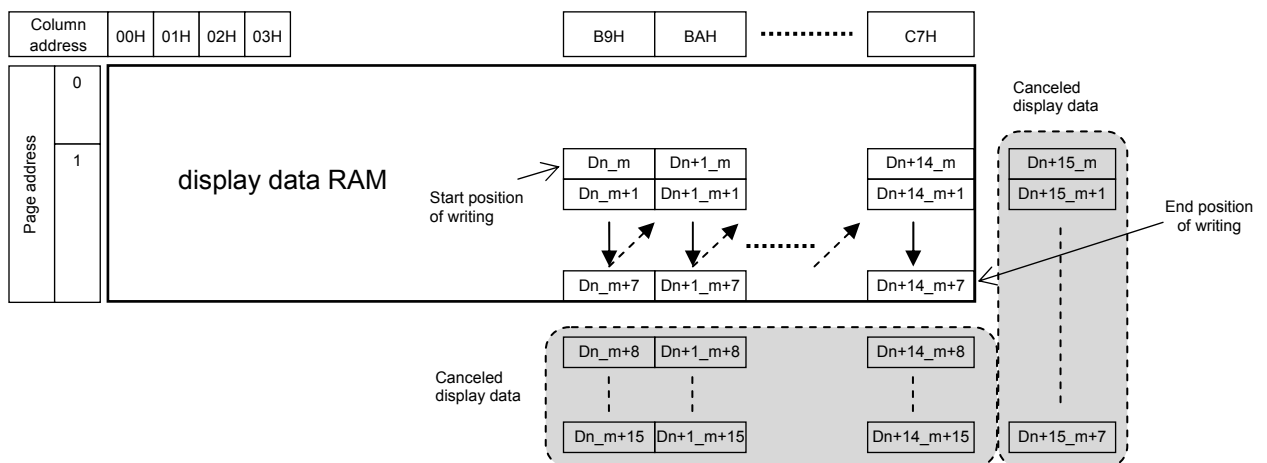 Column address 00H 01H 02H 03H B9H BAH C7H
Page address
0
1
display data RAM
Canceled
display data
Start position
of writing
Dn_m Dn+1_m Dn+14_m Dn+15_m
Dn_m+1 Dn+1_m+1 Dn+14_m+1 Dn+15_m+1
End position
of writing
Dn_m+7 Dn+1_m+7 Dn+14_m+7
Canceled
display data
Dn_m+8 Dn+1_m+8 Dn+14_m+8
Dn_m+15 Dn+1_m+15 Dn+14_m+15 Dn+15_m+7